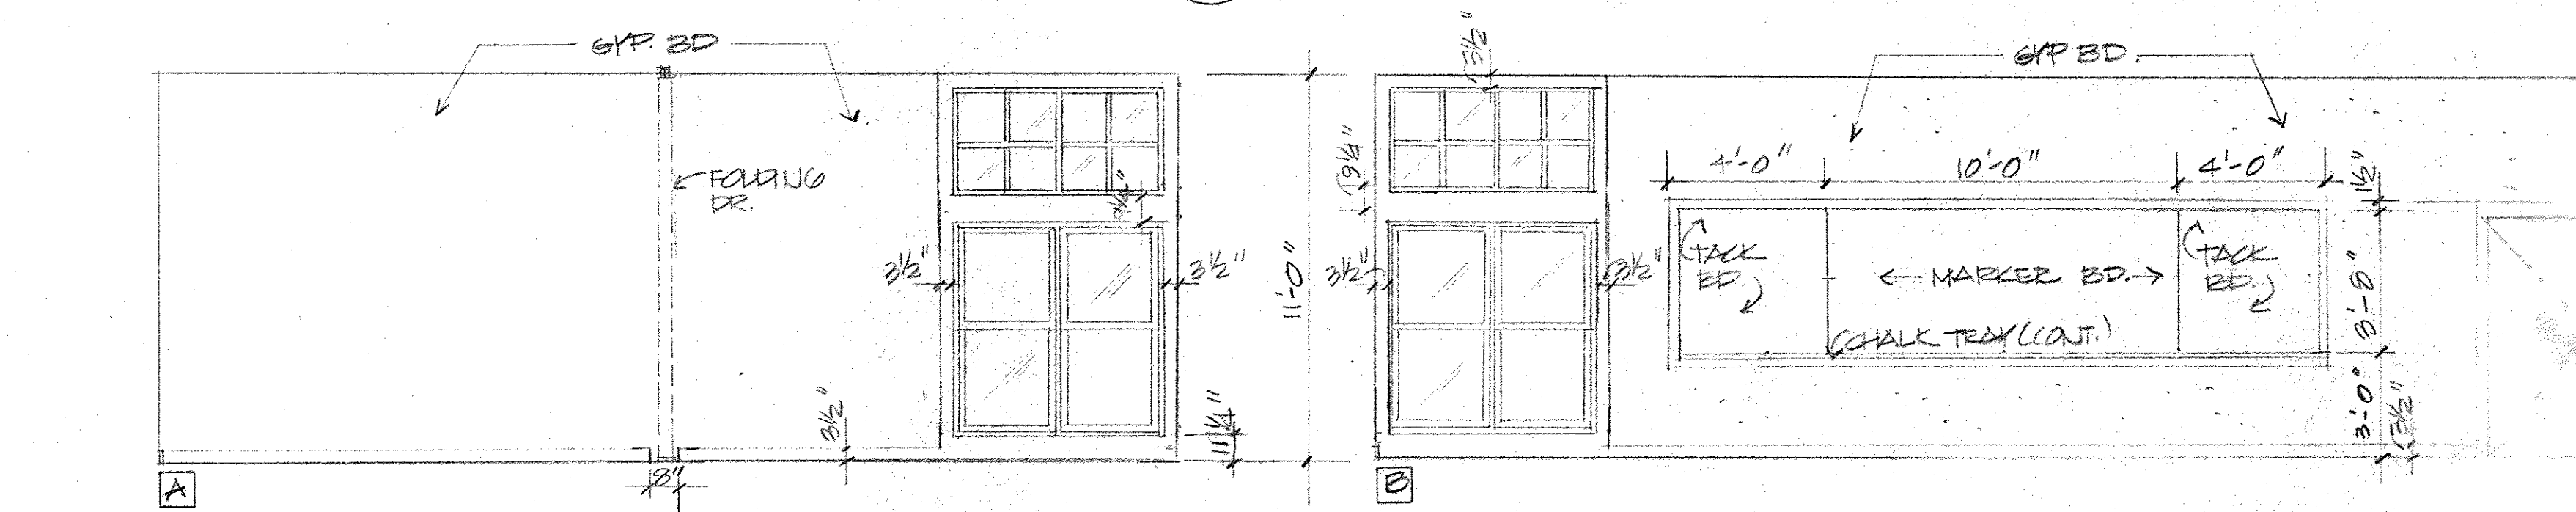 GYP. BD
FOLDING
DR.
9¼"
3½"
3½"
3½"
11¼"
8"
A
11'-0"
(3½"
GYP BD.
(9¼"
3½"
(3½"
4'-0"
10'-0"
4'-0"
1½"
TACK
BD.
← MARKER BD. →
TACK
BD.
CHALK TRAY (CONT.)
3'-8"
3'-0"
(3½"
B